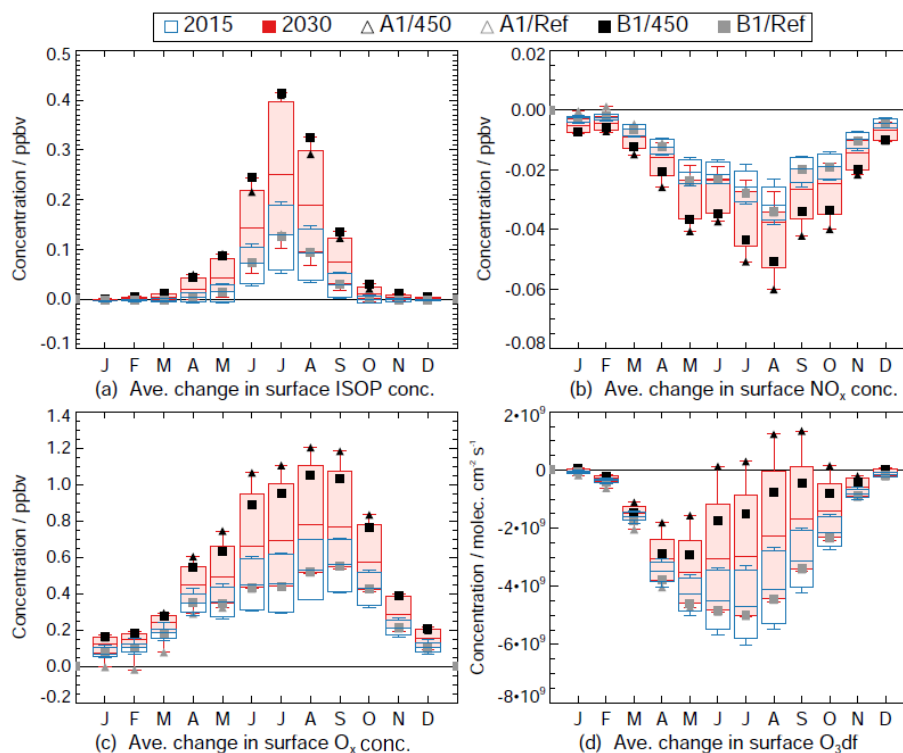 2015 2030 A1/450 A1/Ref B1/450 B1/Ref
0.5
0.4
0.3
0.2
0.1
0.0
-0.1
Concentration / ppbv
J F M A M J J A S O N D
(a) Ave. change in surface ISOP conc.
0.00
-0.02
-0.04
-0.06
-0.08
Concentration / ppbv
J F M A M J J A S O N D
(b) Ave. change in surface NOx conc.
1.4
1.2
1.0
0.8
0.6
0.4
0.2
0.0
-0.2
Concentration / ppbv
J F M A M J J A S O N D
(c) Ave. change in surface Ox conc.
2•10⁹
0
-2•10⁹
-4•10⁹
-6•10⁹
-8•10⁹
Concentration / molec. cm⁻² s⁻¹
J F M A M J J A S O N D
(d) Ave. change in surface O₃df